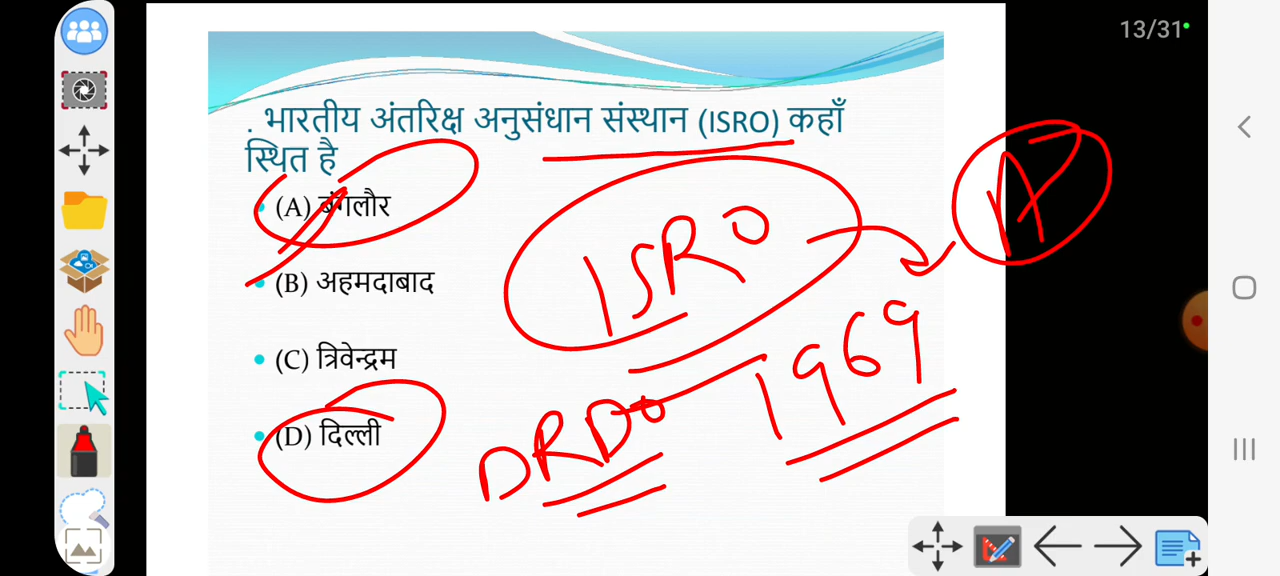 13/31
. भारतीय अंतरिक्ष अनुसंधान संस्थान (ISRO) कहाँ
स्थित है
(A) बंगलौर
(B) अहमदाबाद
(C) त्रिवेन्द्रम
(D) दिल्ली
ISRO
1969
DRDO